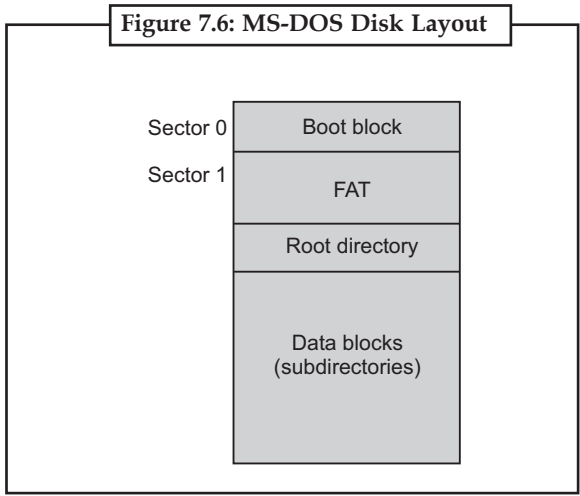 Figure 7.6: MS-DOS Disk Layout
Sector 0
Boot block
Sector 1
FAT
Root directory
Data blocks
(subdirectories)